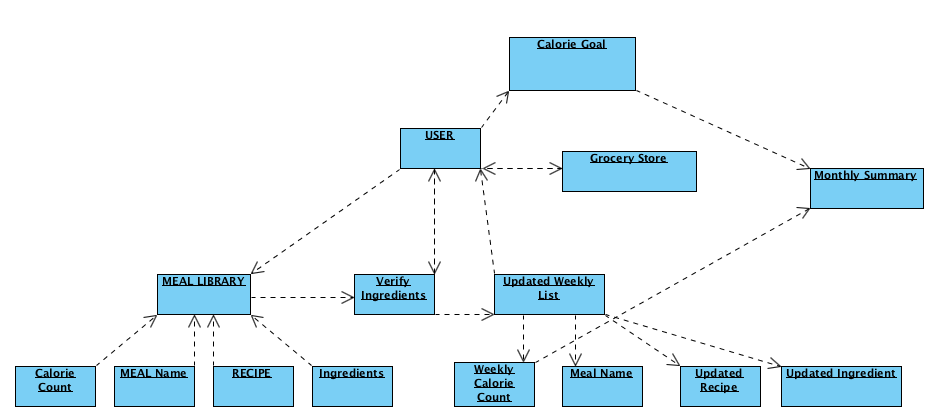 Calorie Goal
USER
Grocery Store
Monthly Summary
MEAL LIBRARY
Verify
Ingredients
Updated Weekly
List
Calorie
Count
MEAL Name
RECIPE
Ingredients
Weekly
Calorie
Count
Meal Name
Updated
Recipe
Updated Ingredient